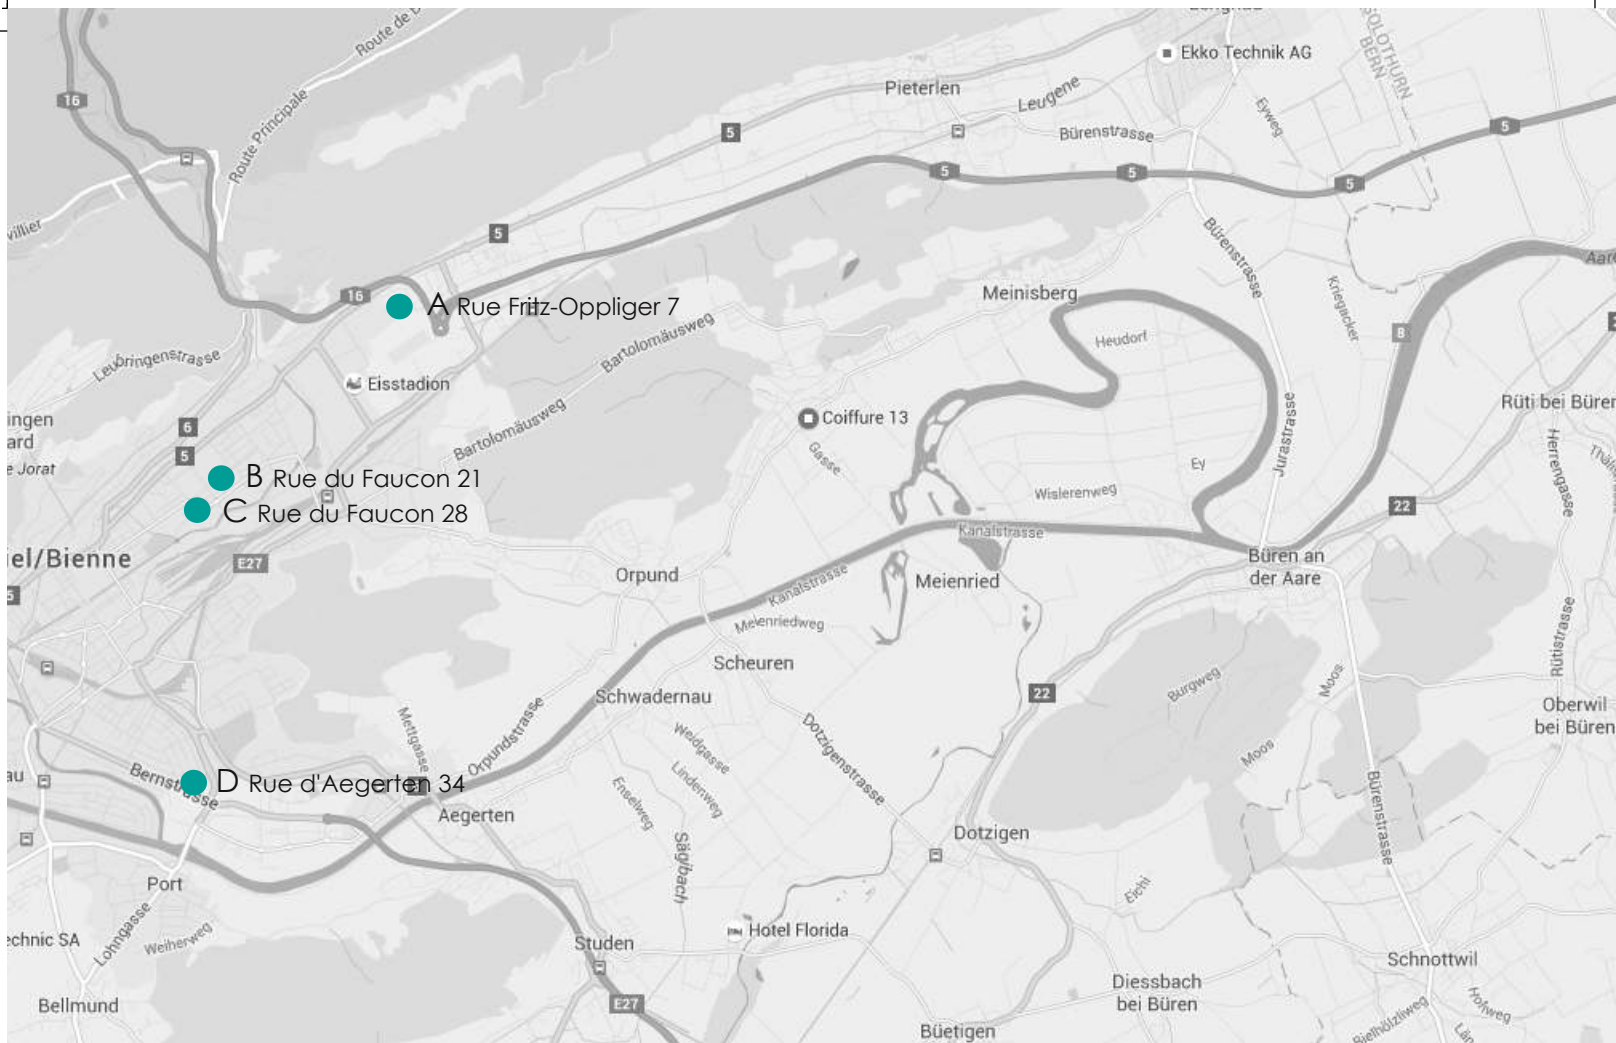 Route de B
Lengnau
SOLOTHURN
BERN
Ekko Technik AG
16
Route Principale
Pieterlen
Leugene
Eyweg
5
Bürenstrasse
5
5
5
5
villier
5
Bürenstrasse
Aare
16
A Rue Fritz-Oppliger 7
Meinisberg
Kriegacker
Bartolomäusweg
Heudorf
8
Leubringenstrasse
Eisstadion
ingen
ard
e Jorat
6
5
Bartolomäusweg
Coiffure 13
Gasse
Jurastrasse
Rüti bei Büren
Herrengasse
B Rue du Faucon 21
C Rue du Faucon 28
Ey
Wislerenweg
22
Kanalstrasse
iel/Bienne
E27
Büren an
der Aare
Orpund
Kanalstrasse
Meienried
5
Meienriedweg
Rütistrasse
Scheuren
Schwadernau
Burgweg
Moos
22
Oberwil
bei Büren
Mettgasse
Orpundstrasse
Weidgasse
Dotzigenstrasse
Moos
au
Bernstrasse
D Rue d'Aegerten 34
Lindenweg
Enselweg
Bürenstrasse
Aegerten
Dotzigen
Sägibach
Port
Eichi
Lohngasse
Weiherweg
echnic SA
Hotel Florida
Studen
Schnottwil
Diessbach
bei Büren
Bellmund
E27
Hofweg
Büetigen
Bielhölzliweg
Län